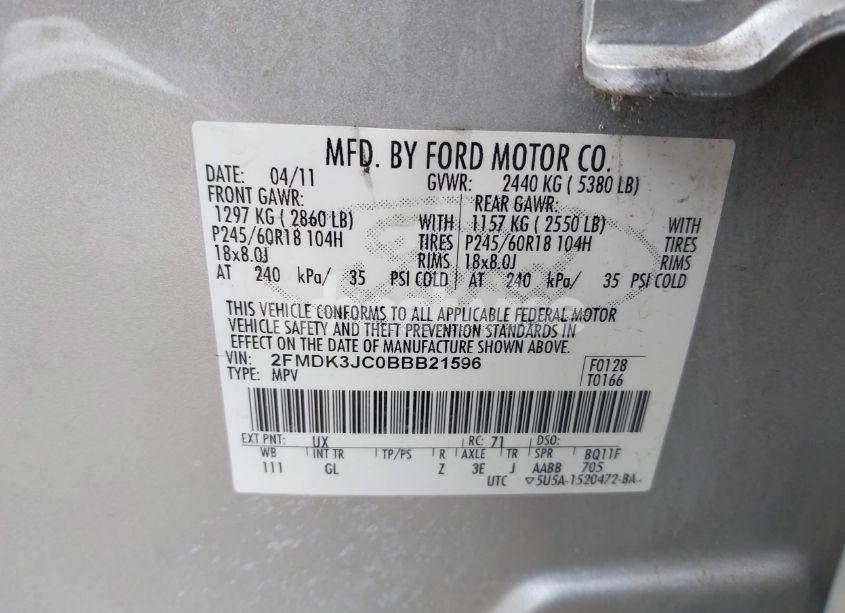 MFD. BY FORD MOTOR CO.
DATE: 04/11 GVWR: 2440 KG ( 5380 LB)
FRONT GAWR: REAR GAWR:
1297 KG ( 2860 LB) WITH 1157 KG ( 2550 LB) WITH
P245/60R18 104H TIRES P245/60R18 104H TIRES
18x8.0J RIMS 18x8.0J RIMS
AT 240 kPa/ 35 PSI COLD AT 240 kPa/ 35 PSI COLD
THIS VEHICLE CONFORMS TO ALL APPLICABLE FEDERAL MOTOR
VEHICLE SAFETY AND THEFT PREVENTION STANDARDS IN
EFFECT ON THE DATE OF MANUFACTURE SHOWN ABOVE.
VIN: 2FMDK3JC0BBB21596 F0128
TYPE: MPV T0166
EXT PNT: UX RC: 71 DSO:
WB INT TR TP/PS R AXLE TR SPR BQ11F
111 GL Z 3E J AABB 705
UTC ▽5U5A-1520472-BA